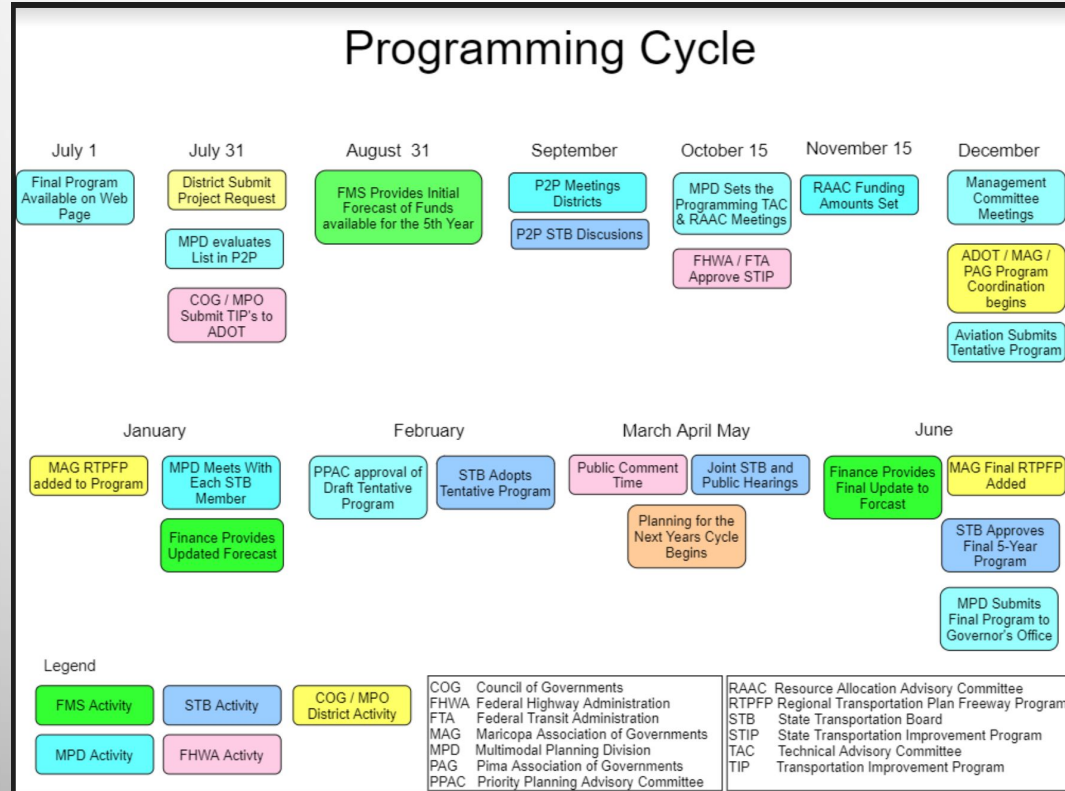 Programming Cycle
July 1
Final Program
Available on Web
Page
July 31
District Submit
Project Request
MPD evaluates
List in P2P
COG / MPO
Submit TIP's to
ADOT
August 31
FMS Provides Initial
Forecast of Funds
available for the 5th Year
September
P2P Meetings
Districts
P2P STB Discusions
October 15
MPD Sets the
Programming TAC
& RAAC Meetings
FHWA / FTA
Approve STIP
November 15
RAAC Funding
Amounts Set
December
Management
Committee
Meetings
ADOT / MAG /
PAG Program
Coordination
begins
Aviation Submits
Tentative Program
January
MAG RTPFP
added to Program
MPD Meets With
Each STB
Member
Finance Provides
Updated Forecast
February
PPAC approval of
Draft Tentative
Program
STB Adopts
Tentative Program
March April May
Public Comment
Time
Joint STB and
Public Hearings
Planning for the
Next Years Cycle
Begins
June
Finance Provides
Final Update to
Forcast
MAG Final RTPFP
Added
STB Approves
Final 5-Year
Program
MPD Submits
Final Program to
Governor's Office
Legend
FMS Activity
STB Activity
COG / MPO
District Activity
MPD Activity
FHWA Activty
COG Council of Governments
FHWA Federal Highway Administration
FTA Federal Transit Administration
MAG Maricopa Association of Governments
MPD Multimodal Planning Division
PAG Pima Association of Governments
PPAC Priority Planning Advisory Committee
RAAC Resource Allocation Advisory Committee
RTPFP Regional Transportation Plan Freeway Program
STB State Transportation Board
STIP State Transportation Improvement Program
TAC Technical Advisory Committee
TIP Transportation Improvement Program